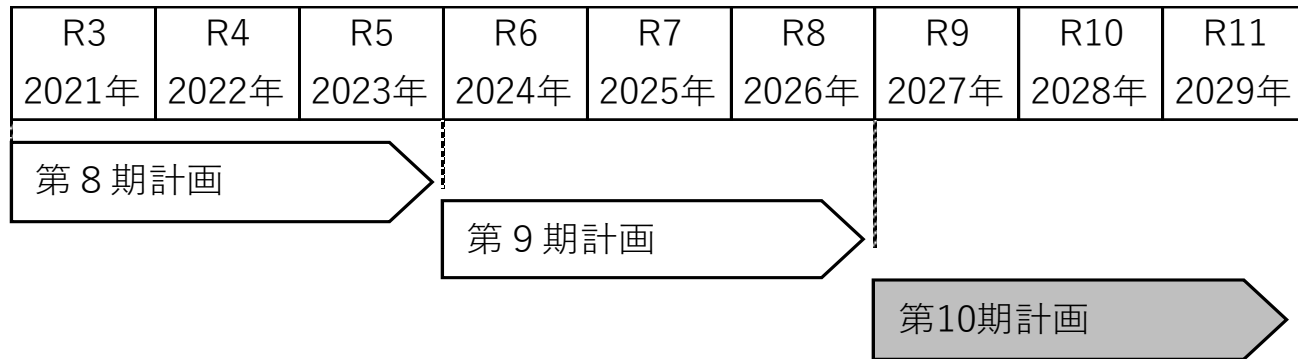 R3 R4 R5 R6 R7 R8 R9 R10 R11
2021年 2022年 2023年 2024年 2025年 2026年 2027年 2028年 2029年
第８期計画
第９期計画
第10期計画